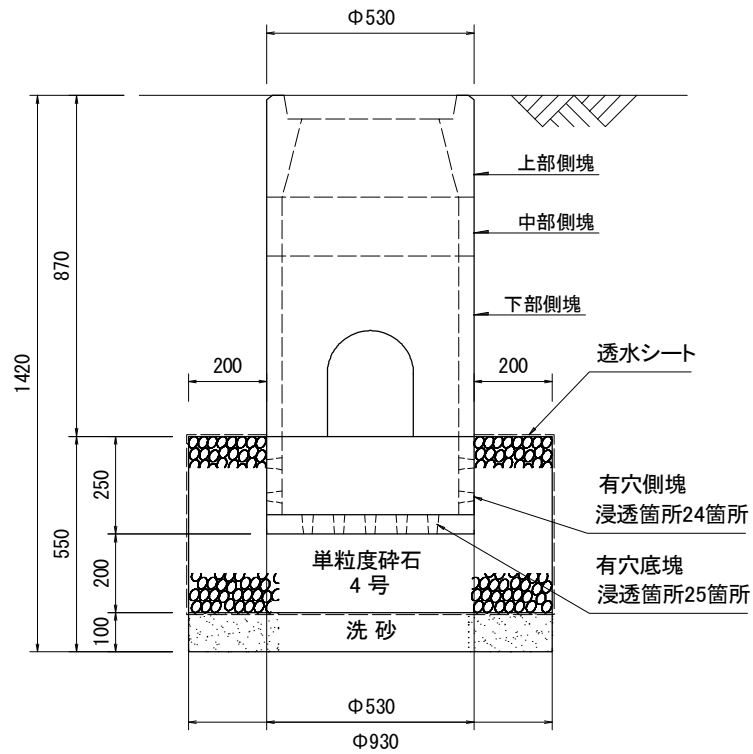 Φ530
上部側塊
中部側塊
870
下部側塊
1420
200
200
透水シート
250
有穴側塊
浸透箇所24箇所
550
200
単粒度砕石
4号
有穴底塊
浸透箇所25箇所
100
洗砂
Φ530
Φ930